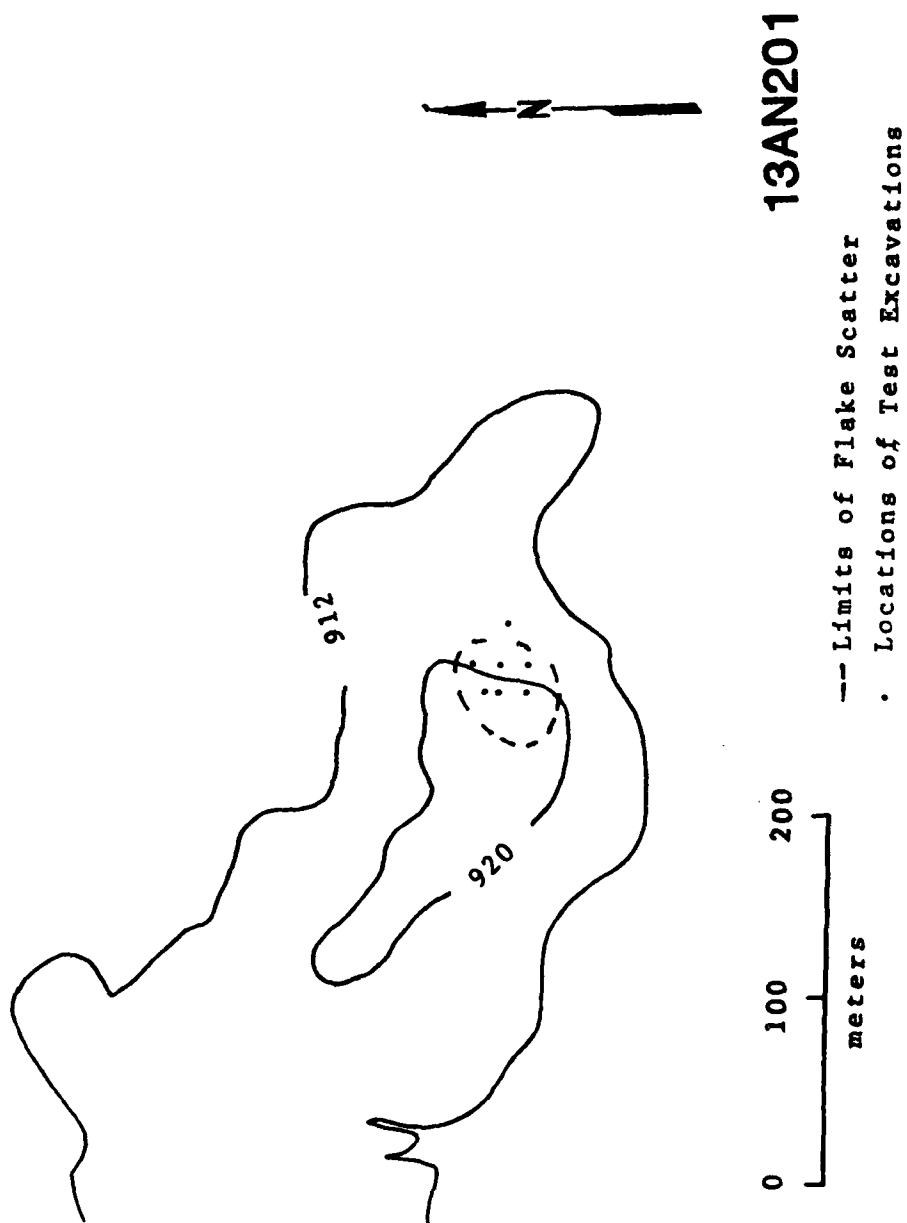 912
920
N
13AN201
-- Limits of Flake Scatter
. Locations of Test Excavations
0 100 200
meters